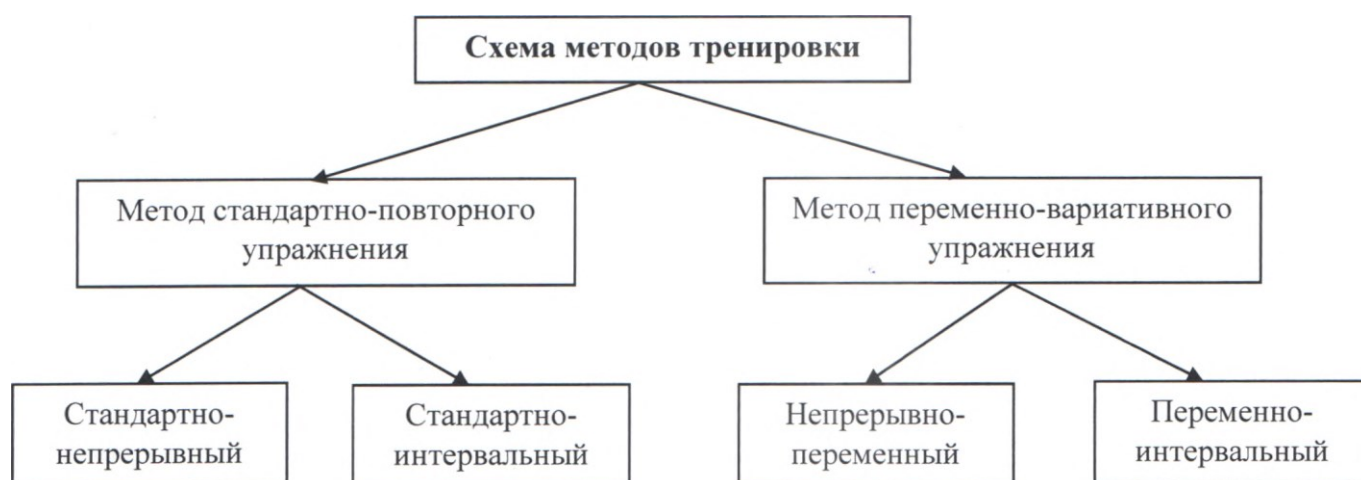 Схема методов тренировки
Метод стандартно-повторного
упражнения
Метод переменно-вариативного
упражнения
Стандартно-
непрерывный
Стандартно-
интервальный
Непрерывно-
переменный
Переменно-
интервальный